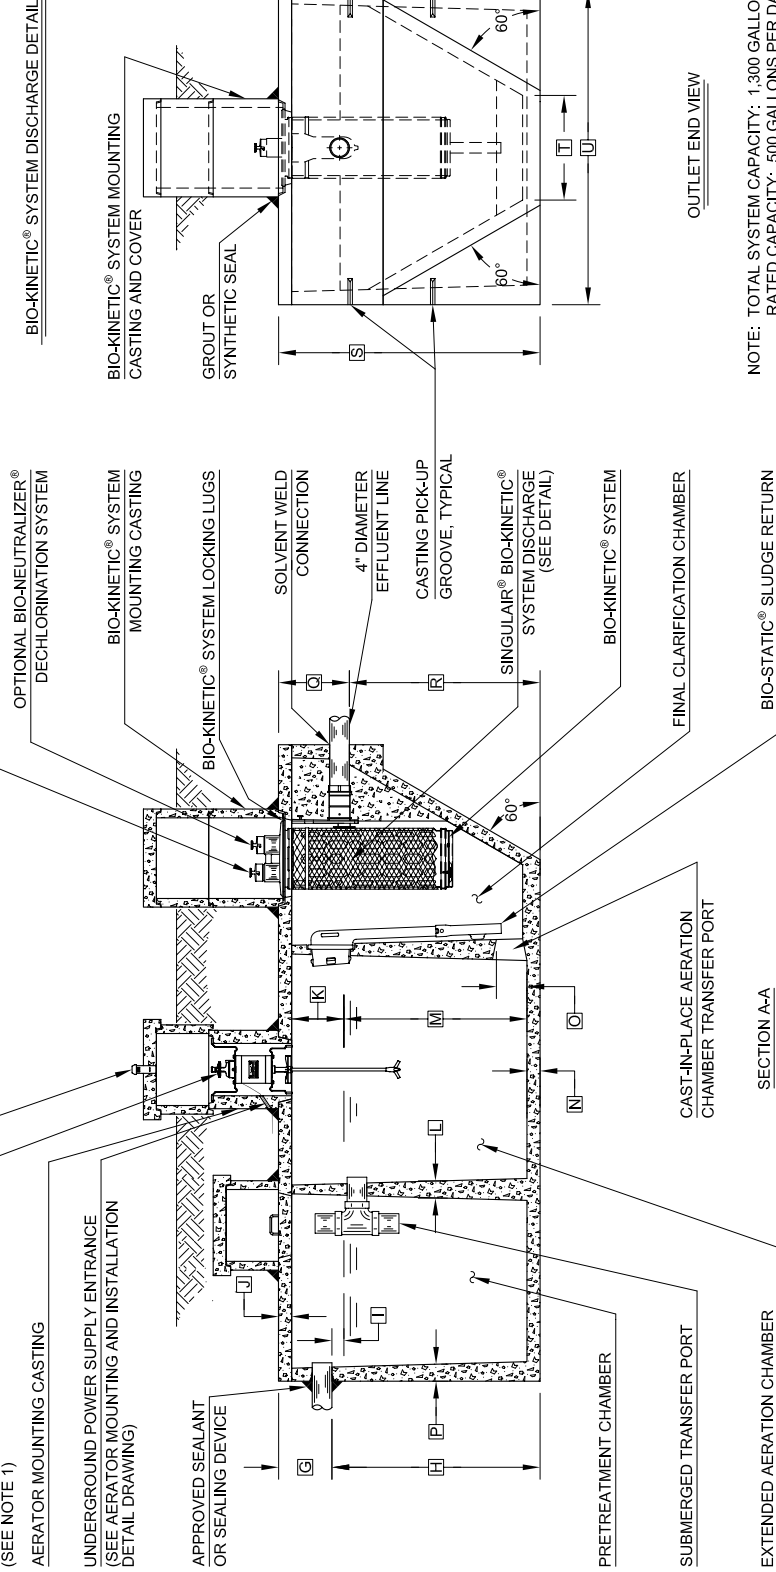 (SEE NOTE 1)
AERATOR MOUNTING CASTING
UNDERGROUND POWER SUPPLY ENTRANCE
(SEE AERATOR MOUNTING AND INSTALLATION
DETAIL DRAWING)
APPROVED SEALANT
OR SEALING DEVICE
G
H
I
J
P
L
K
M
N
O
PRETREATMENT CHAMBER
SUBMERGED TRANSFER PORT
EXTENDED AERATION CHAMBER
CAST-IN-PLACE AERATION
CHAMBER TRANSFER PORT
SECTION A-A
OPTIONAL BIO-NEUTRALIZER®
DECHLORINATION SYSTEM
BIO-KINETIC® SYSTEM
MOUNTING CASTING
BIO-KINETIC® SYSTEM LOCKING LUGS
SOLVENT WELD
CONNECTION
4" DIAMETER
EFFLUENT LINE
CASTING PICK-UP
GROOVE, TYPICAL
SINGULAIR® BIO-KINETIC®
SYSTEM DISCHARGE
(SEE DETAIL)
BIO-KINETIC® SYSTEM
FINAL CLARIFICATION CHAMBER
BIO-STATIC® SLUDGE RETURN
Q
R
60°
BIO-KINETIC® SYSTEM DISCHARGE DETAIL
BIO-KINETIC® SYSTEM MOUNTING
CASTING AND COVER
GROUT OR
SYNTHETIC SEAL
S
60°
60°
T
U
OUTLET END VIEW
NOTE: TOTAL SYSTEM CAPACITY: 1,300 GALLO
RATED CAPACITY: 500 GALLONS PER DA